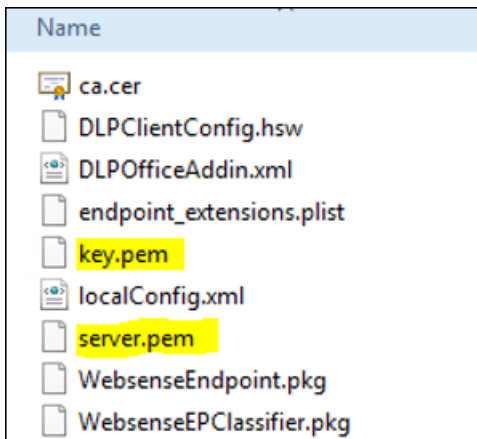 Name
ca.cer
DLPClientConfig.hsw
DLPOfficeAddin.xml
endpoint_extensions.plist
key.pem
localConfig.xml
server.pem
WebsenseEndpoint.pkg
WebsenseEPClassifier.pkg